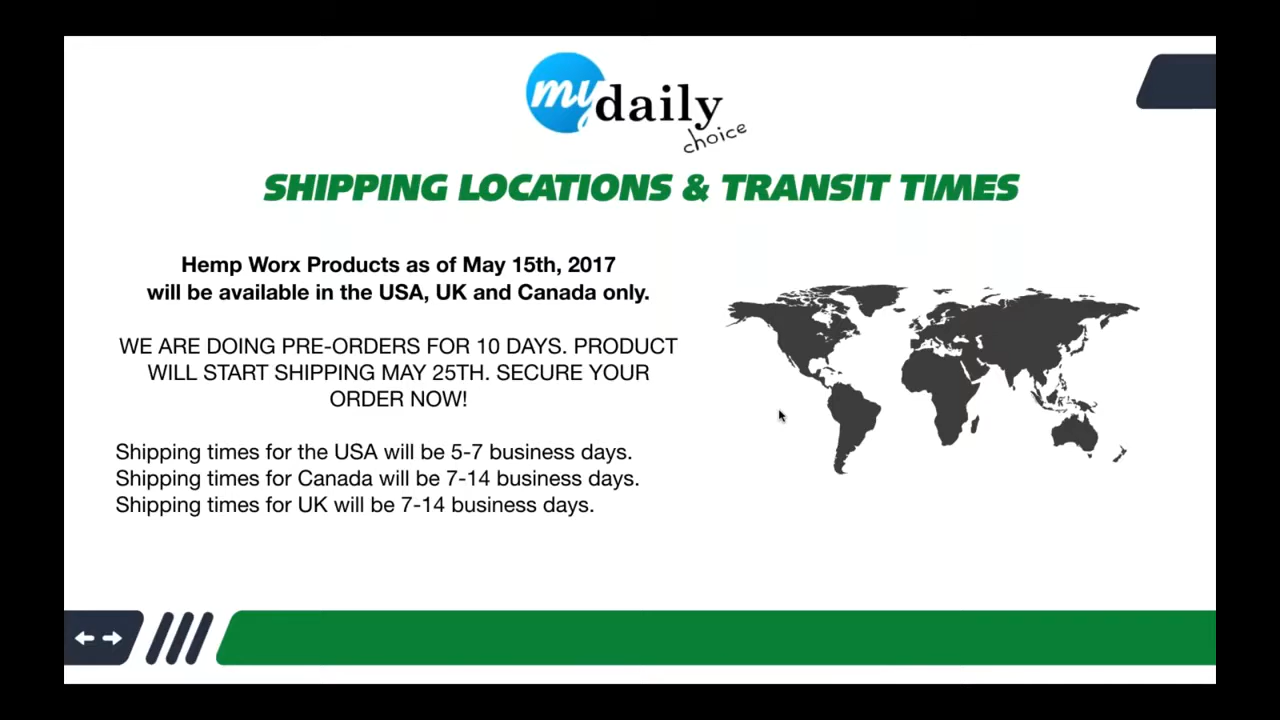 my daily
choice
SHIPPING LOCATIONS & TRANSIT TIMES
Hemp Worx Products as of May 15th, 2017
will be available in the USA, UK and Canada only.
WE ARE DOING PRE-ORDERS FOR 10 DAYS. PRODUCT
WILL START SHIPPING MAY 25TH. SECURE YOUR
ORDER NOW!
Shipping times for the USA will be 5-7 business days.
Shipping times for Canada will be 7-14 business days.
Shipping times for UK will be 7-14 business days.